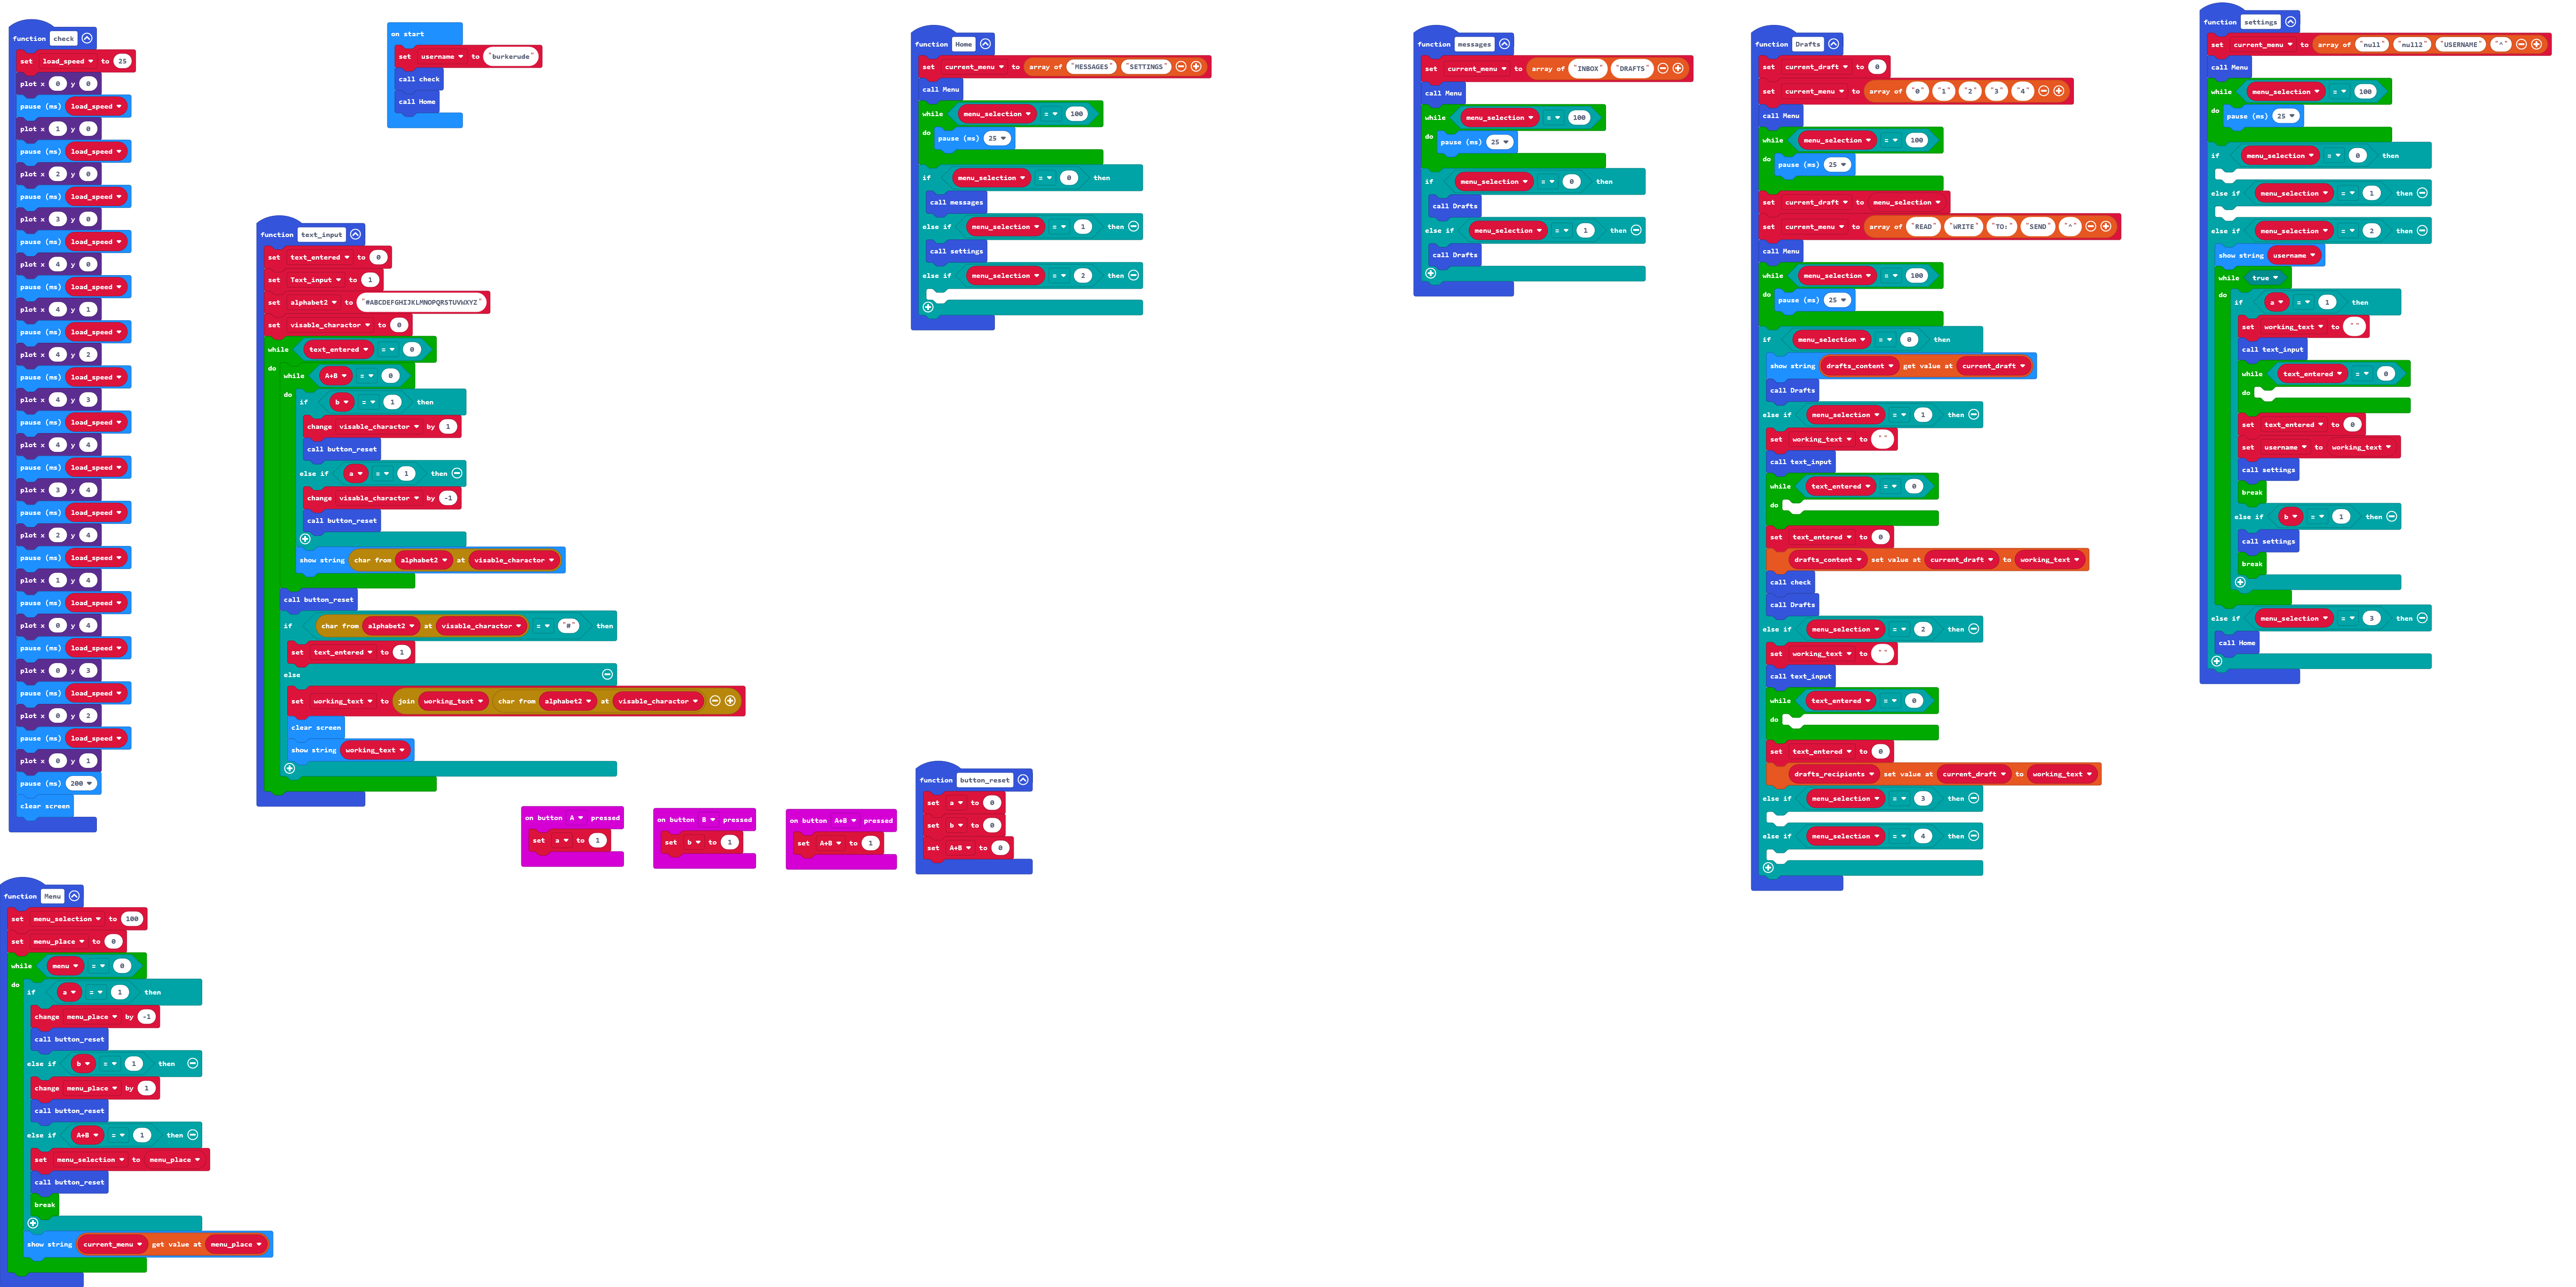 function check
set load_speed to 25
plot x 0 y 0
pause (ms) load_speed
plot x 1 y 0
pause (ms) load_speed
plot x 2 y 0
pause (ms) load_speed
plot x 3 y 0
pause (ms) load_speed
plot x 4 y 0
pause (ms) load_speed
plot x 4 y 1
pause (ms) load_speed
plot x 4 y 2
pause (ms) load_speed
plot x 4 y 3
pause (ms) load_speed
plot x 4 y 4
pause (ms) load_speed
plot x 3 y 4
pause (ms) load_speed
plot x 2 y 4
pause (ms) load_speed
plot x 1 y 4
pause (ms) load_speed
plot x 0 y 4
pause (ms) load_speed
plot x 0 y 3
pause (ms) load_speed
plot x 0 y 2
pause (ms) load_speed
plot x 0 y 1
pause (ms) 200
clear screen
on start
set username to "burkerude"
call check
call Home
function text_input
set text_entered to 0
set Text_input to 1
set alphabet2 to "#ABCDEFGHIJKLMNOPQRSTUVWXYZ"
set visable_charactor to 0
while text_entered = 0
do
while A+B = 0
do
if b = 1 then
change visable_charactor by 1
call button_reset
else if a = 1 then
change visable_charactor by -1
call button_reset
show string char from alphabet2 at visable_charactor
call button_reset
if char from alphabet2 at visable_charactor = "#" then
set text_entered to 1
else
set working_text to join working_text char from alphabet2 at visable_charactor
clear screen
show string working_text
on button A pressed
set a to 1
on button B pressed
set b to 1
on button A+B pressed
set A+B to 1
function button_reset
set a to 0
set b to 0
set A+B to 0
function Menu
set menu_selection to 100
set menu_place to 0
while menu = 0
do
if a = 1 then
change menu_place by -1
call button_reset
else if b = 1 then
change menu_place by 1
call button_reset
else if A+B = 1 then
set menu_selection to menu_place
call button_reset
break
show string current_menu get value at menu_place
function Home
set current_menu to array of "MESSAGES" "SETTINGS"
call Menu
while menu_selection = 100
do
pause (ms) 25
if menu_selection = 0 then
call messages
else if menu_selection = 1 then
call settings
else if menu_selection = 2 then
function messages
set current_menu to array of "INBOX" "DRAFTS"
call Menu
while menu_selection = 100
do
pause (ms) 25
if menu_selection = 0 then
call Drafts
else if menu_selection = 1 then
call Drafts
function Drafts
set current_draft to 0
set current_menu to array of "0" "1" "2" "3" "4"
call Menu
while menu_selection = 100
do
pause (ms) 25
set current_draft to menu_selection
set current_menu to array of "READ" "WRITE" "TO:" "SEND" "^"
call Menu
while menu_selection = 100
do
pause (ms) 25
if menu_selection = 0 then
show string drafts_content get value at current_draft
call Drafts
else if menu_selection = 1 then
set working_text to ""
call text_input
while text_entered = 0
do
set text_entered to 0
drafts_content set value at current_draft to working_text
call check
call Drafts
else if menu_selection = 2 then
set working_text to ""
call text_input
while text_entered = 0
do
set text_entered to 0
drafts_recipients set value at current_draft to working_text
else if menu_selection = 3 then
else if menu_selection = 4 then
function settings
set current_menu to array of "null" "null2" "USERNAME" "^"
call Menu
while menu_selection = 100
do
pause (ms) 25
if menu_selection = 0 then
else if menu_selection = 1 then
else if menu_selection = 2 then
show string username
while true
do
if a = 1 then
set working_text to ""
call text_input
while text_entered = 0
do
set text_entered to 0
set username to working_text
call settings
break
else if b = 1 then
call settings
break
else if menu_selection = 3 then
call Home